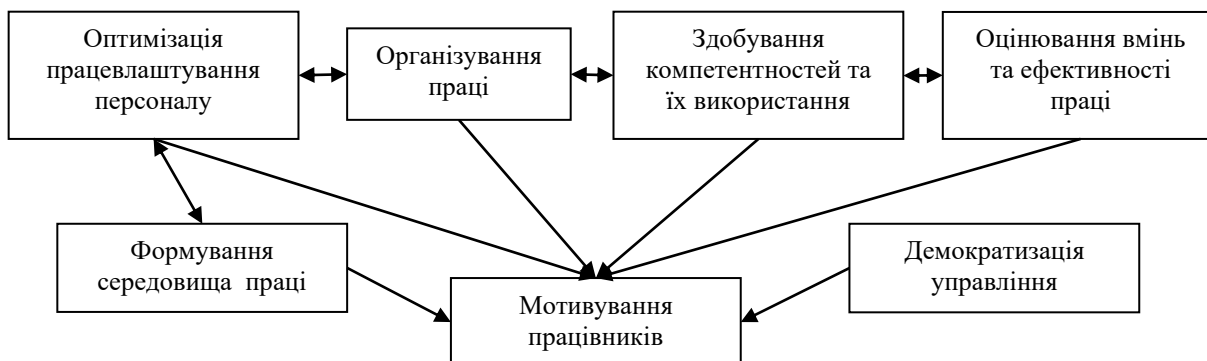 Оптимізація
працевлаштування
персоналу
Організування
праці
Здобування
компетентностей та
їх використання
Оцінювання вмінь
та ефективності
праці
Формування
середовища праці
Мотивування
працівників
Демократизація
управління